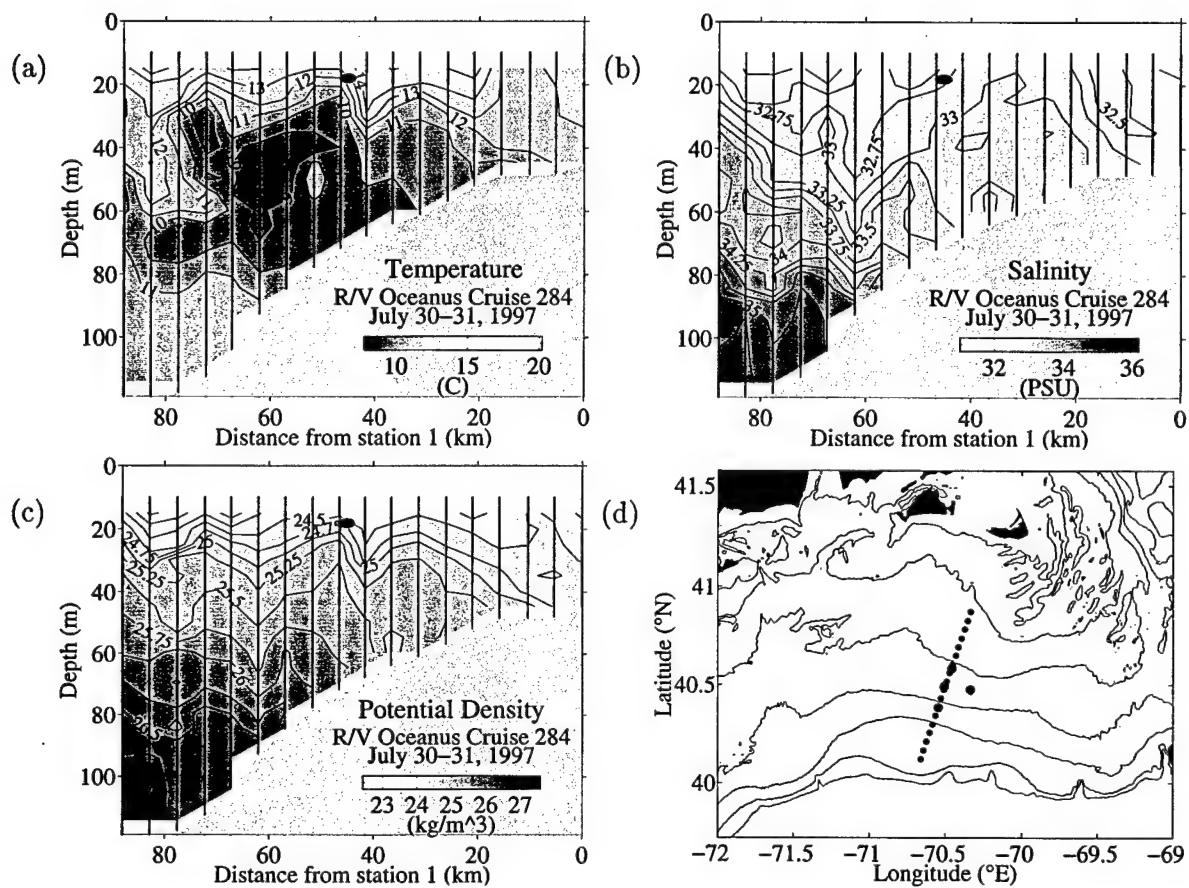 (a)
0
20
40
60
80
100
Depth (m)
13
12
14
13
12
11
10
12
11
10
11
Temperature
R/V Oceanus Cruise 284
July 30–31, 1997
10 15 20
(C)
80 60 40 20 0
Distance from station 1 (km)
(b)
0
20
40
60
80
100
Depth (m)
32.75
33
32.75
33
32.5
33.25
33.75
33.5
34.25
34
35
Salinity
R/V Oceanus Cruise 284
July 30–31, 1997
32 34 36
(PSU)
80 60 40 20 0
Distance from station 1 (km)
(c)
0
20
40
60
80
100
Depth (m)
24.5
24.75
24.75
25
25.25
25.25
25
25.5
25.75
26
26.5
Potential Density
R/V Oceanus Cruise 284
July 30–31, 1997
23 24 25 26 27
(kg/m^3)
80 60 40 20 0
Distance from station 1 (km)
(d)
41.5
41
40.5
40
Latitude (°N)
−72 −71.5 −71 −70.5 −70 −69.5 −69
Longitude (°E)